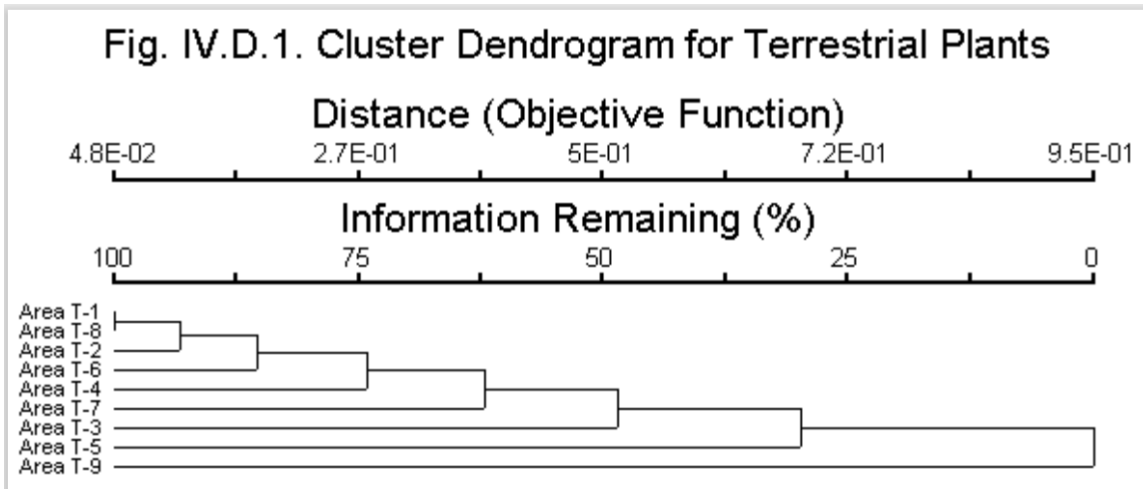 Fig. IV.D.1. Cluster Dendrogram for Terrestrial Plants
Distance (Objective Function)
4.8E-02 2.7E-01 5E-01 7.2E-01 9.5E-01
Information Remaining (%)
100 75 50 25 0
Area T-1
Area T-8
Area T-2
Area T-6
Area T-4
Area T-7
Area T-3
Area T-5
Area T-9